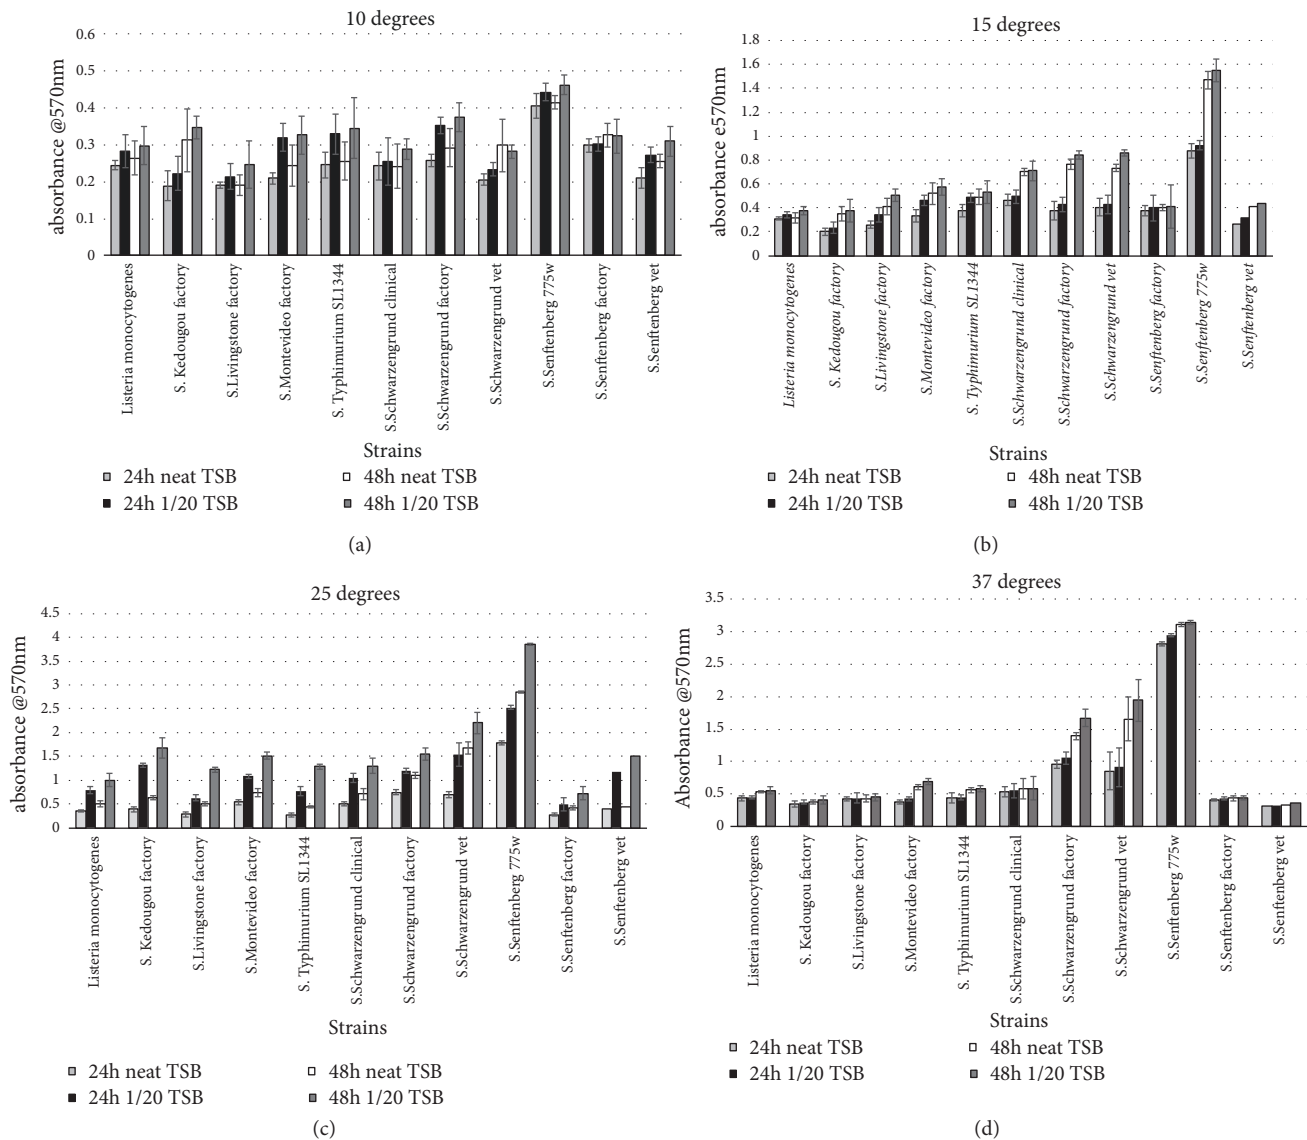 10 degrees
absorbance @570nm
0.6
0.5
0.4
0.3
0.2
0.1
0
Listeria monocytogenes
S. Kedougou factory
S.Livingstone factory
S.Montevideo factory
S. Typhimurium SL1344
S.Schwarzengrund clinical
S.Schwarzengrund factory
S.Schwarzengrund vet
S.Senftenberg 775w
S.Senftenberg factory
S.Senftenberg vet
Strains
24h neat TSB
48h neat TSB
24h 1/20 TSB
48h 1/20 TSB
(a)
15 degrees
absorbance e570nm
1.8
1.6
1.4
1.2
1
0.8
0.6
0.4
0.2
0
Listeria monocytogenes
S. Kedougou factory
S.Livingstone factory
S.Montevideo factory
S. Typhimurium SL1344
S.Schwarzengrund clinical
S.Schwarzengrund factory
S.Schwarzengrund vet
S.Senftenberg factory
S.Senftenberg 775w
S.Senftenberg vet
Strains
24h neat TSB
48h neat TSB
24h 1/20 TSB
48h 1/20 TSB
(b)
25 degrees
absorbance @570nm
4.5
4
3.5
3
2.5
2
1.5
1
0.5
0
Listeria monocytogenes
S. Kedougou factory
S.Livingstone factory
S.Montevideo factory
S. Typhimurium SL1344
S.Schwarzengrund clinical
S.Schwarzengrund factory
S.Schwarzengrund vet
S.Senftenberg 775w
S.Senftenberg factory
S.Senftenberg vet
Strains
24h neat TSB
48h neat TSB
24h 1/20 TSB
48h 1/20 TSB
(c)
37 degrees
Absorbance @570nm
3.5
3
2.5
2
1.5
1
0.5
0
Listeria monocytogenes
S. Kedougou factory
S.Livingstone factory
S.Montevideo factory
S. Typhimurium SL1344
S.Schwarzengrund clinical
S.Schwarzengrund factory
S.Schwarzengrund vet
S.Senftenberg 775w
S.Senftenberg factory
S.Senftenberg vet
Strains
24h neat TSB
48h neat TSB
24h 1/20 TSB
48h 1/20 TSB
(d)